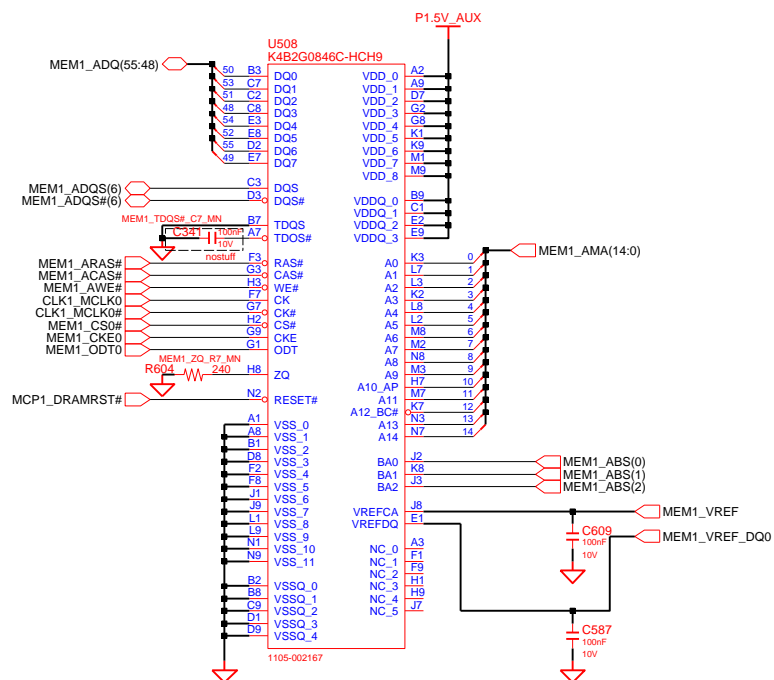 P1.5V_AUX
U508
K4B2G0846C-HCH9
MEM1_ADQ(55:48)
50 B3 DQ0 VDD_0 A2
53 C7 DQ1 VDD_1 A9
51 C2 DQ2 VDD_2 D7
48 C8 DQ3 VDD_3 G2
54 E3 DQ4 VDD_4 G8
52 E8 DQ5 VDD_5 K1
55 D2 DQ6 VDD_6 K9
49 E7 DQ7 VDD_7 M1
VDD_8 M9
MEM1_ADQS(6) C3 DQS
MEM1_ADQS#(6) D3 DQS# VDDQ_0 B9
VDDQ_1 C1
MEM1_TDQS#_C7_MN B7 TDQS VDDQ_2 E2
C341 100nF A7 TDOS# VDDQ_3 E9
10V
nostuff
MEM1_ARAS# F3 RAS# A0 K3 0 MEM1_AMA(14:0)
MEM1_ACAS# G3 CAS# A1 L7 1
MEM1_AWE# H3 WE# A2 L3 2
CLK1_MCLK0 F7 CK A3 K2 3
CLK1_MCLK0# G7 CK# A4 L8 4
MEM1_CS0# H2 CS# A5 L2 5
MEM1_CKE0 G9 CKE A6 M8 6
MEM1_ODT0 G1 ODT A7 M2 7
A8 N8 8
MEM1_ZQ_R7_MN
R604 240 H8 ZQ A9 M3 9
A10_AP H7 10
MCP1_DRAMRST# N2 RESET# A11 M7 11
A12_BC# K7 12
A1 VSS_0 A13 N3 13
A8 VSS_1 A14 N7 14
B1 VSS_2
D8 VSS_3 BA0 J2 MEM1_ABS(0)
F2 VSS_4 BA1 K8 MEM1_ABS(1)
F8 VSS_5 BA2 J3 MEM1_ABS(2)
J1 VSS_6
J9 VSS_7 VREFCA J8 MEM1_VREF
L1 VSS_8 VREFDQ E1
L9 VSS_9 C609 100nF 10V MEM1_VREF_DQ0
N1 VSS_10 NC_0 A3
N9 VSS_11 NC_1 F1
NC_2 F9
B2 VSSQ_0 NC_3 H1
B8 VSSQ_1 NC_4 H9
C9 VSSQ_2 NC_5 J7
D1 VSSQ_3
D9 VSSQ_4
C587
100nF
10V
1105-002167